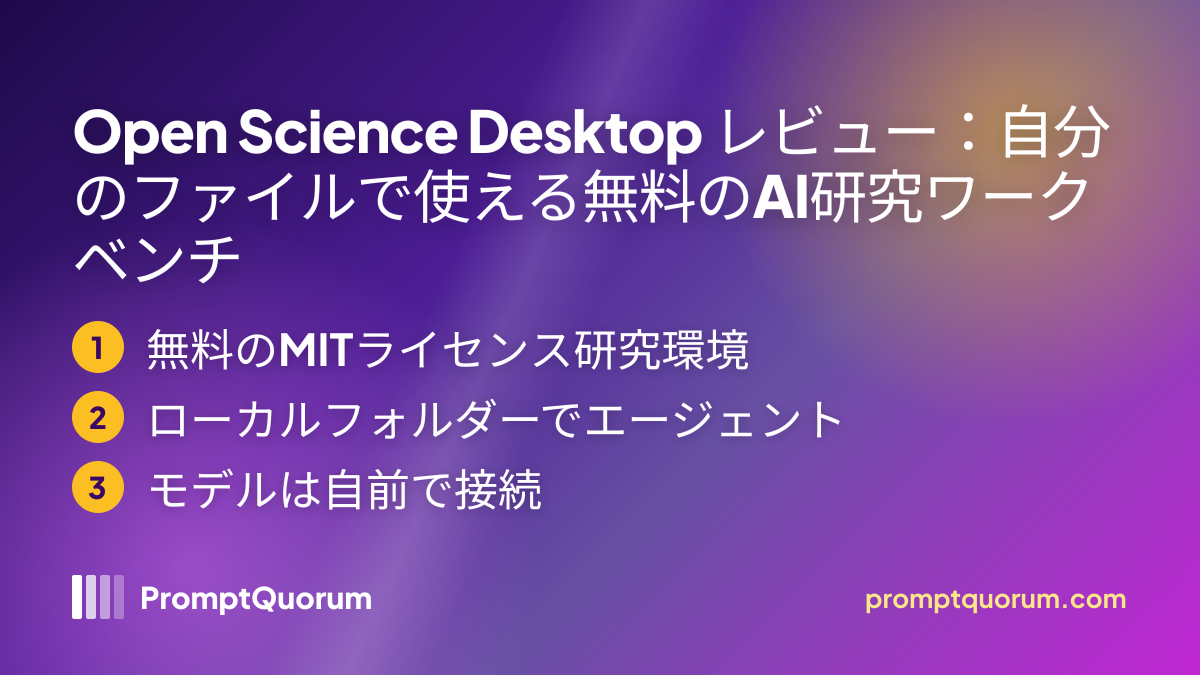 Open Science Desktop レビュー：自分
のファイルで使える無料のAI研究ワーク
ベンチ
1 無料のMITライセンス研究環境
2 ローカルフォルダーでエージェント
3 モデルは自前で接続
PromptQuorum
promptquorum.com